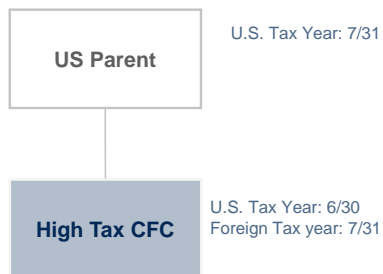 US Parent
U.S. Tax Year: 7/31
High Tax CFC
U.S. Tax Year: 6/30
Foreign Tax year: 7/31